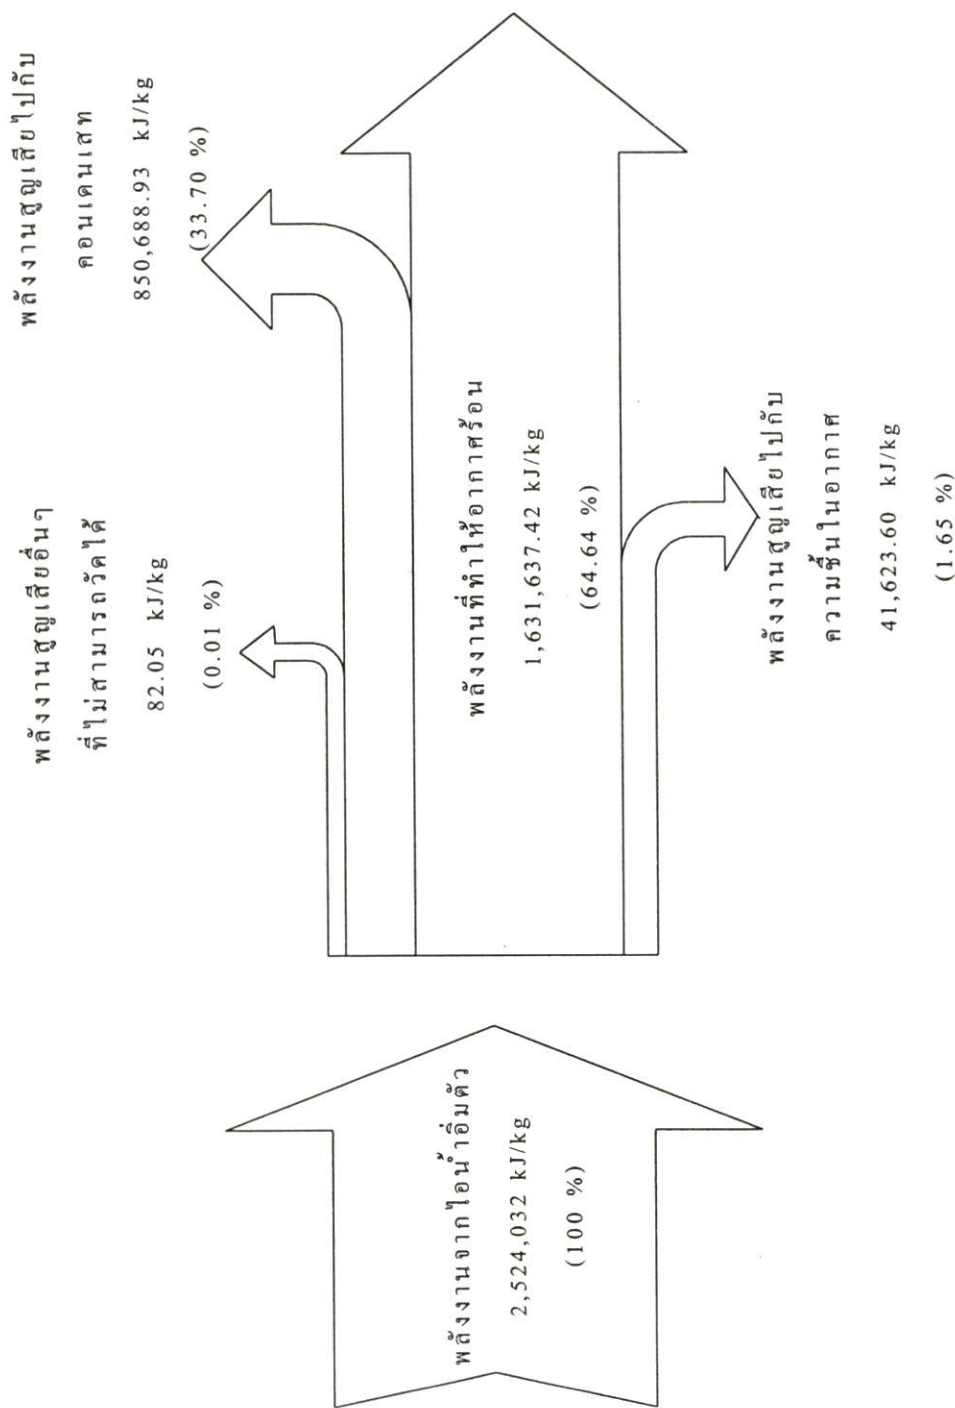 พลังงานสูญเสียอื่นๆ
ที่ไม่สามารถวัดได้
82.05 kJ/kg
(0.01 %)
พลังงานสูญเสียไปกับ
คอนเดนเสท
850,688.93 kJ/kg
(33.70 %)
พลังงานจากไอน้ำอิ่มตัว
2,524,032 kJ/kg
(100 %)
พลังงานที่ทำให้อากาศร้อน
1,631,637.42 kJ/kg
(64.64 %)
พลังงานสูญเสียไปกับ
ความชื้นในอากาศ
41,623.60 kJ/kg
(1.65 %)